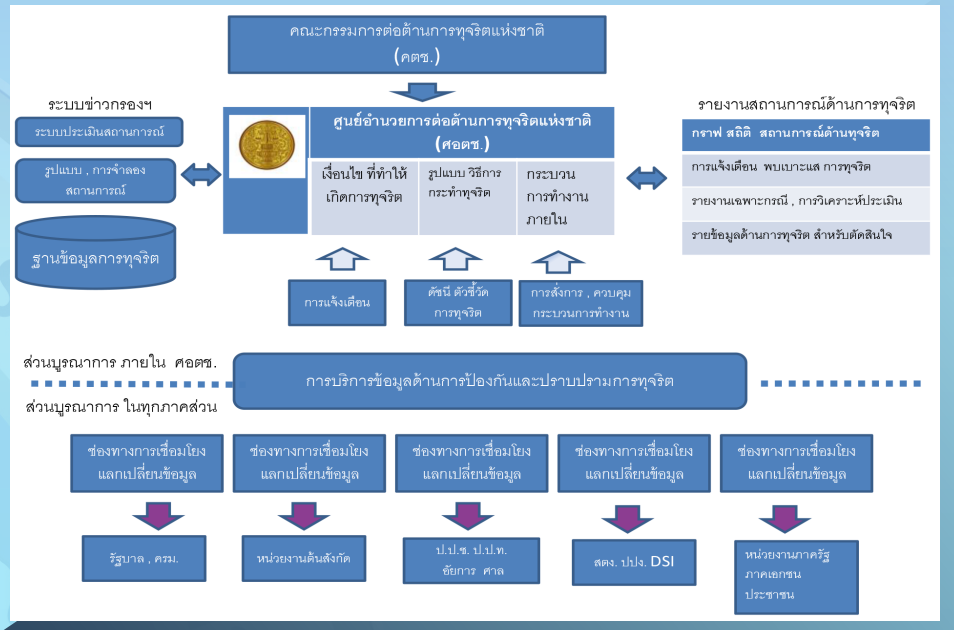 คณะกรรมการต่อต้านการทุจริตแห่งชาติ
(คตช.)
ระบบข่าวกรองฯ
ระบบประเมินสถานการณ์
รูปแบบ , การจำลอง
สถานการณ์
ฐานข้อมูลการทุจริต
ศูนย์อำนวยการต่อต้านการทุจริตแห่งชาติ
(ศอตช.)
เงื่อนไข ที่ทำให้
เกิดการทุจริต
รูปแบบ วิธีการ
กระทำทุจริต
กระบวน
การทำงาน
ภายใน
รายงานสถานการณ์ด้านการทุจริต
กราฟ สถิติ สถานการณ์ด้านทุจริต
การแจ้งเตือน พบเบาะแส การทุจริต
รายงานเฉพาะกรณี , การวิเคราะห์ประเมิน
รายข้อมูลด้านการทุจริต สำหรับตัดสินใจ
การแจ้งเตือน
ดัชนี ตัวชี้วัด
การทุจริต
การสั่งการ , ควบคุม
กระบวนการทำงาน
ส่วนบูรณาการ ภายใน ศอตช.
การบริการข้อมูลด้านการป้องกันและปราบปรามการทุจริต
ส่วนบูรณาการ ในทุกภาคส่วน
ช่องทางการเชื่อมโยง
แลกเปลี่ยนข้อมูล
ช่องทางการเชื่อมโยง
แลกเปลี่ยนข้อมูล
ช่องทางการเชื่อมโยง
แลกเปลี่ยนข้อมูล
ช่องทางการเชื่อมโยง
แลกเปลี่ยนข้อมูล
ช่องทางการเชื่อมโยง
แลกเปลี่ยนข้อมูล
รัฐบาล , ครม.
หน่วยงานต้นสังกัด
ป.ป.ช. ป.ป.ท.
อัยการ ศาล
สตง. ปปง. DSI
หน่วยงานภาครัฐ
ภาคเอกชน
ประชาชน